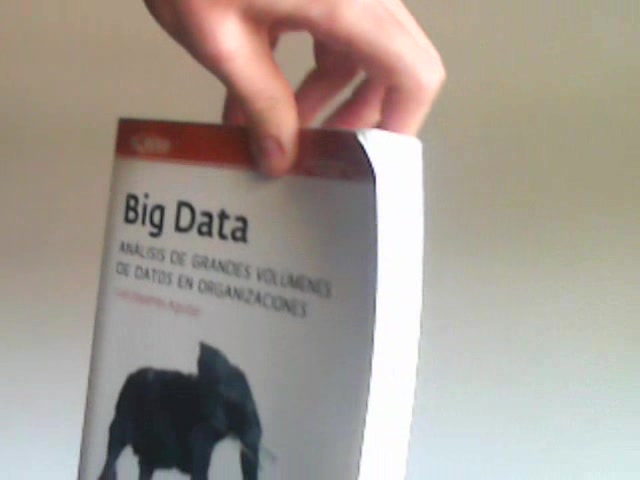 Big Data
ANÁLISIS DE GRANDES VOLÚMENES
DE DATOS EN ORGANIZACIONES